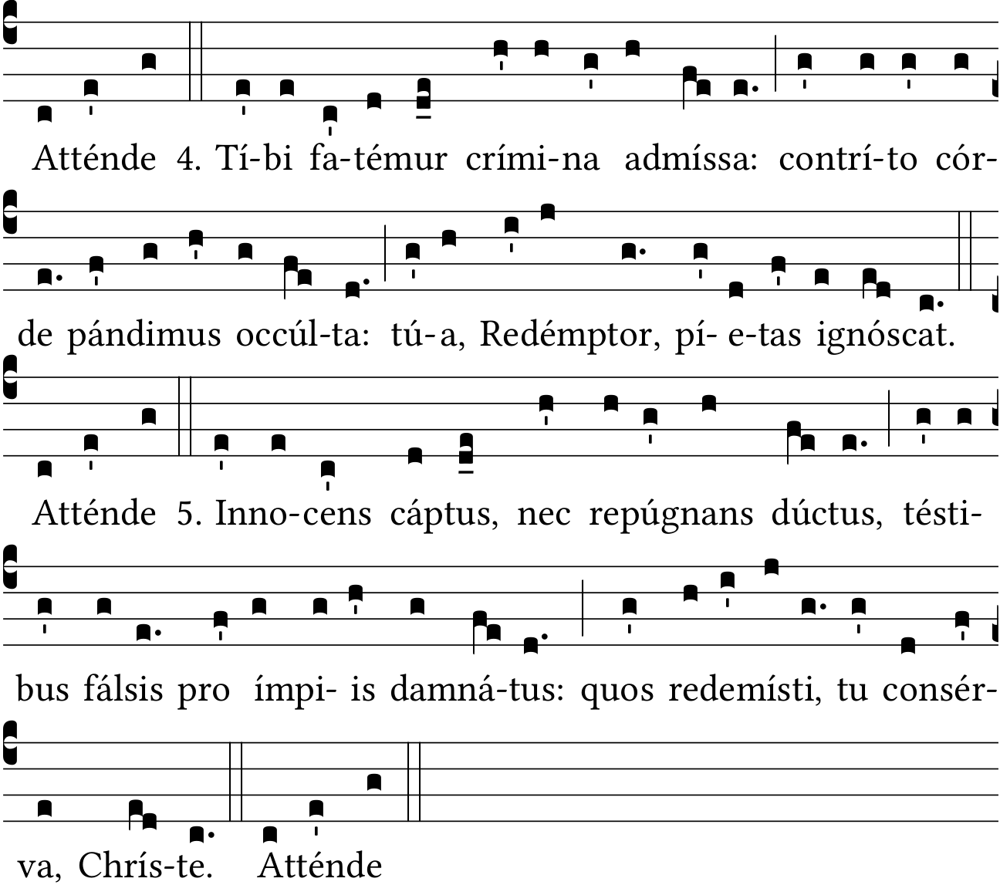 Atténde 4. Tí-bi fa-témur crími-na admíssa: contrí-to cór-
de pándimus occúl-ta: tú-a, Redémptor, pí- e-tas ignóscat.
Atténde 5. Inno-cens cáptus, nec repúgnans dúctus, tésti-
bus fálsis pro ímpi- is damná-tus: quos redemísti, tu consér-
va, Chrís-te. Atténde